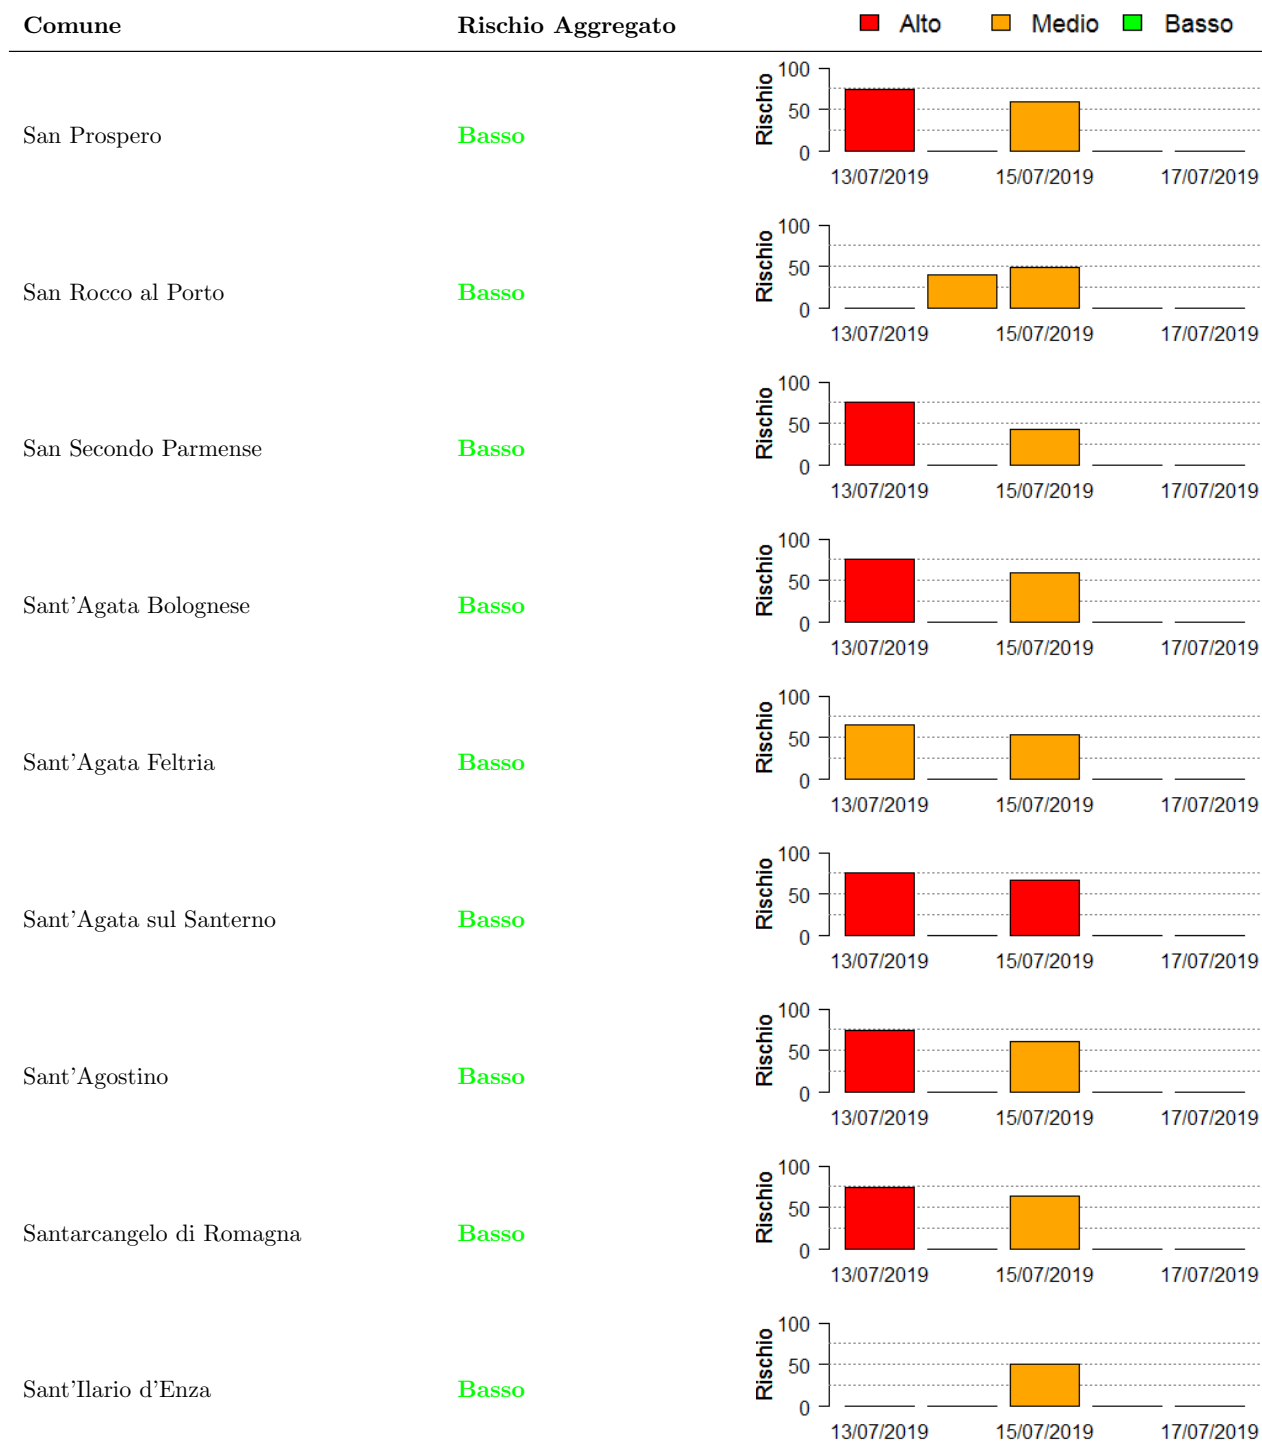 Comune Rischio Aggregato Alto Medio Basso
San Prospero Basso Rischio 100 50 0
13/07/2019 15/07/2019 17/07/2019
San Rocco al Porto Basso Rischio 100 50 0
13/07/2019 15/07/2019 17/07/2019
San Secondo Parmense Basso Rischio 100 50 0
13/07/2019 15/07/2019 17/07/2019
Sant'Agata Bolognese Basso Rischio 100 50 0
13/07/2019 15/07/2019 17/07/2019
Sant'Agata Feltria Basso Rischio 100 50 0
13/07/2019 15/07/2019 17/07/2019
Sant'Agata sul Santerno Basso Rischio 100 50 0
13/07/2019 15/07/2019 17/07/2019
Sant'Agostino Basso Rischio 100 50 0
13/07/2019 15/07/2019 17/07/2019
Santarcangelo di Romagna Basso Rischio 100 50 0
13/07/2019 15/07/2019 17/07/2019
Sant'Ilario d'Enza Basso Rischio 100 50 0
13/07/2019 15/07/2019 17/07/2019